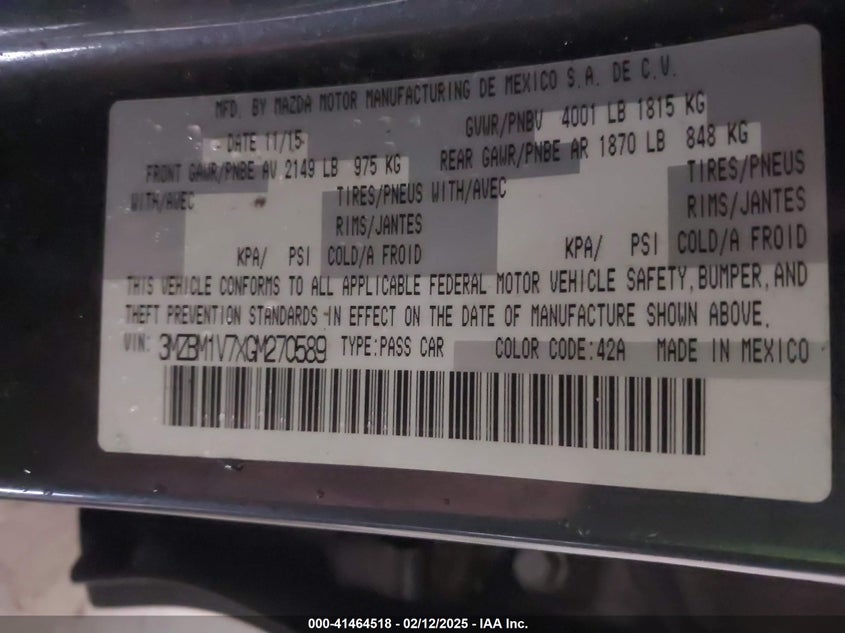 MFD. BY MAZDA MOTOR MANUFACTURING DE MEXICO S.A. DE C.V.
DATE 11/15 GVWR/PNBV 4001 LB 1815 KG
FRONT GAWR/PNBE AV 2149 LB 975 KG REAR GAWR/PNBE AR 1870 LB 848 KG
WITH/AVEC TIRES/PNEUS WITH/AVEC TIRES/PNEUS
RIMS/JANTES RIMS/JANTES
KPA/ PSI COLD/A FROID KPA/ PSI COLD/A FROID
THIS VEHICLE CONFORMS TO ALL APPLICABLE FEDERAL MOTOR VEHICLE SAFETY, BUMPER, AND
THEFT PREVENTION STANDARDS IN EFFECT ON THE DATE OF MANUFACTURE SHOWN ABOVE.
VIN: 3MZBM1V7XGM270589 TYPE:PASS CAR COLOR CODE:42A MADE IN MEXICO
000-41464518 - 02/12/2025 - IAA Inc.